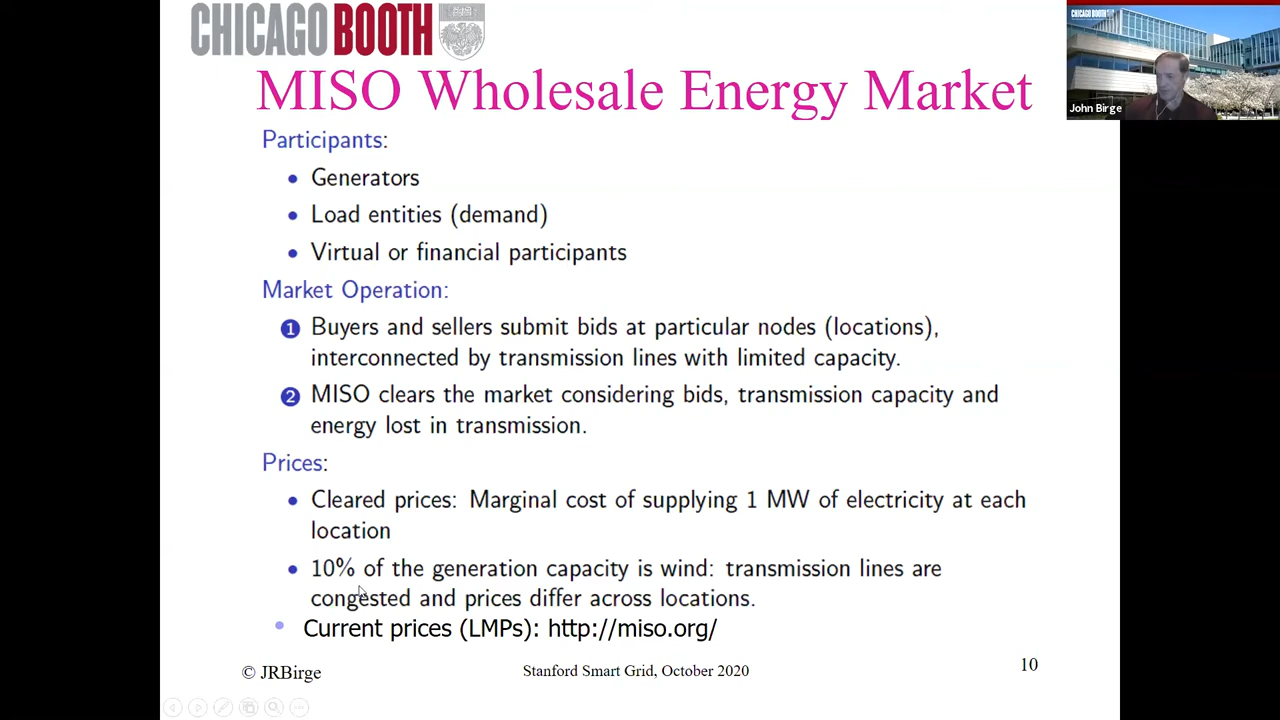 CHICAGO BOOTH
CHICAGO BOOTH
John Birge
MISO Wholesale Energy Market
Participants:
• Generators
• Load entities (demand)
• Virtual or financial participants
Market Operation:
1 Buyers and sellers submit bids at particular nodes (locations),
interconnected by transmission lines with limited capacity.
2 MISO clears the market considering bids, transmission capacity and
energy lost in transmission.
Prices:
• Cleared prices: Marginal cost of supplying 1 MW of electricity at each
location
• 10% of the generation capacity is wind: transmission lines are
congested and prices differ across locations.
• Current prices (LMPs): http://miso.org/
© JRBirge
Stanford Smart Grid, October 2020
10